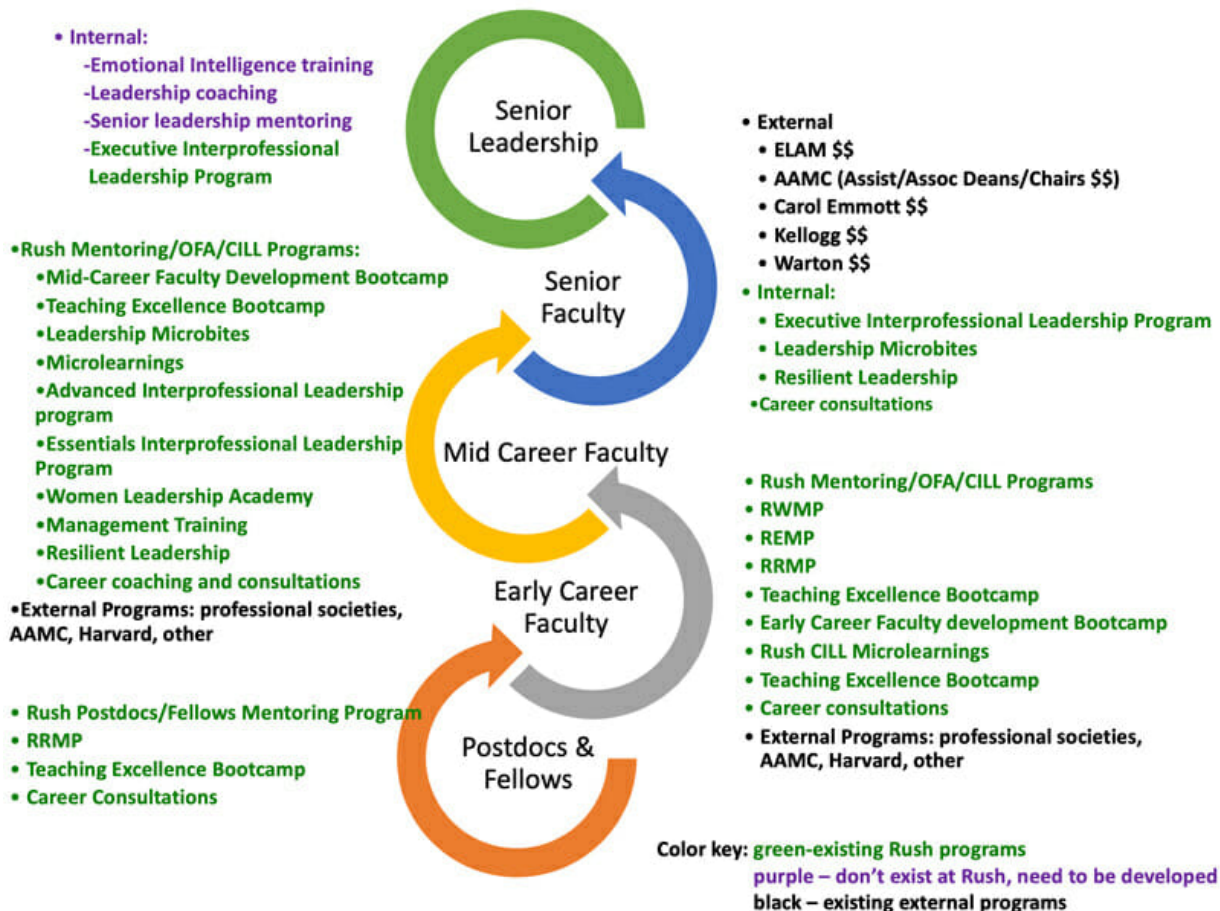 • Internal:
-Emotional Intelligence training
-Leadership coaching
-Senior leadership mentoring
-Executive Interprofessional
Leadership Program
Senior
Leadership
• External
• ELAM $$
• AAMC (Assist/Assoc Deans/Chairs $$)
• Carol Emmott $$
• Kellogg $$
• Warton $$
• Internal:
• Executive Interprofessional Leadership Program
• Leadership Microbites
• Resilient Leadership
•Career consultations
Senior
Faculty
•Rush Mentoring/OFA/CILL Programs:
•Mid-Career Faculty Development Bootcamp
•Teaching Excellence Bootcamp
•Leadership Microbites
•Microlearnings
•Advanced Interprofessional Leadership
program
•Essentials Interprofessional Leadership
Program
•Women Leadership Academy
•Management Training
•Resilient Leadership
•Career coaching and consultations
•External Programs: professional societies,
AAMC, Harvard, other
Mid Career Faculty
• Rush Mentoring/OFA/CILL Programs
• RWMP
• REMP
• RRMP
• Teaching Excellence Bootcamp
• Early Career Faculty development Bootcamp
• Rush CILL Microlearnings
• Teaching Excellence Bootcamp
• Career consultations
• External Programs: professional societies,
AAMC, Harvard, other
Early Career
Faculty
• Rush Postdocs/Fellows Mentoring Program
• RRMP
• Teaching Excellence Bootcamp
• Career Consultations
Postdocs &
Fellows
Color key: green-existing Rush programs
purple – don't exist at Rush, need to be developed
black – existing external programs